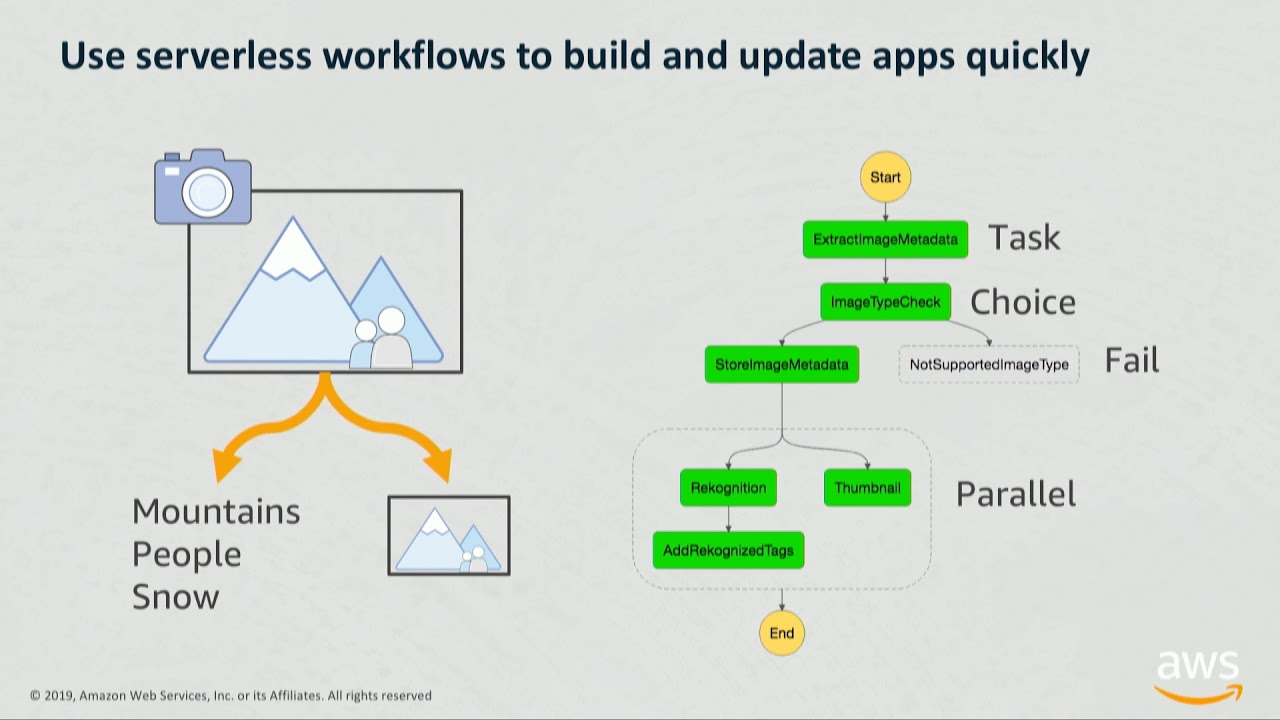 Use serverless workflows to build and update apps quickly
Start
ExtractImageMetadata
Task
ImageTypeCheck
Choice
StoreImageMetadata
NotSupportedImageType
Fail
Rekognition
Thumbnail
Parallel
AddRekognizedTags
End
Mountains
People
Snow
© 2019, Amazon Web Services, Inc. or its Affiliates. All rights reserved
aws